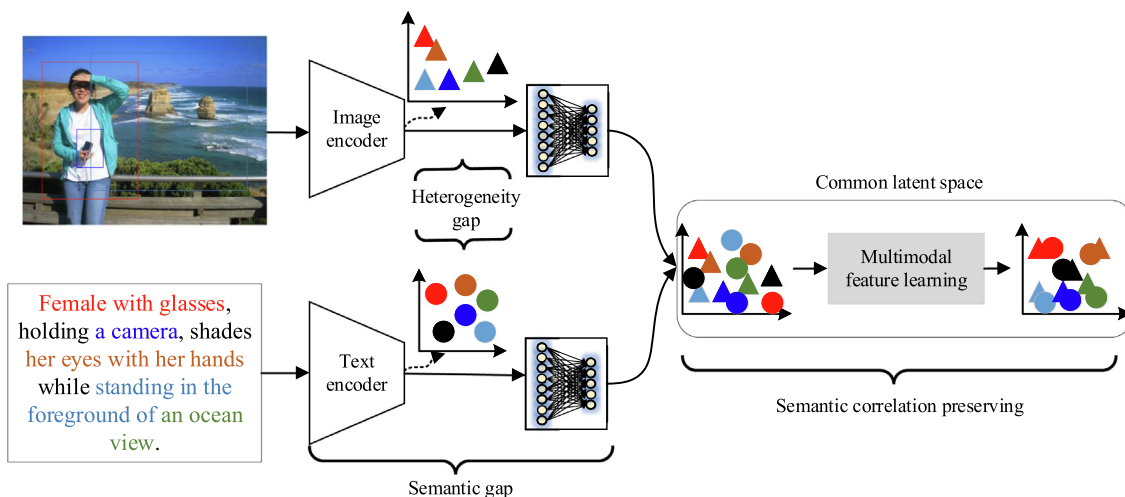 Image
encoder
Heterogeneity
gap
Female with glasses,
holding a camera, shades
her eyes with her hands
while standing in the
foreground of an ocean
view.
Text
encoder
Semantic gap
Common latent space
Multimodal
feature learning
Semantic correlation preserving